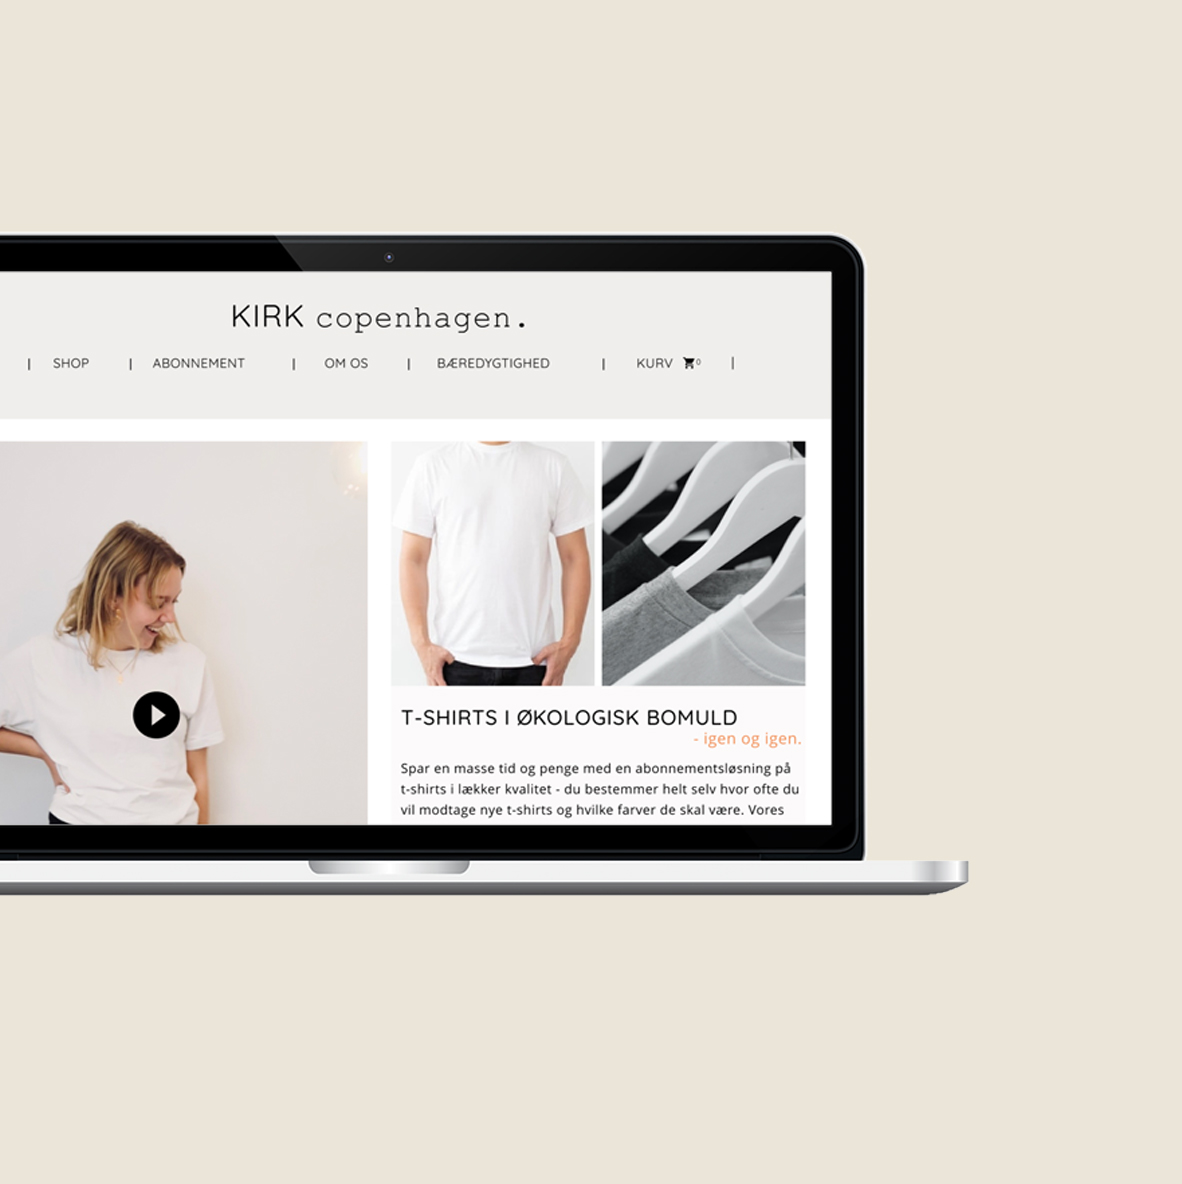 KIRK copenhagen.
| SHOP | ABONNEMENT | OM OS | BÆREDYGTIGHED | KURV 0 |
T-SHIRTS I ØKOLOGISK BOMULD
- igen og igen.
Spar en masse tid og penge med en abonnementsløsning på
t-shirts i lækker kvalitet - du bestemmer helt selv hvor ofte du
vil modtage nye t-shirts og hvilke farver de skal være. Vores